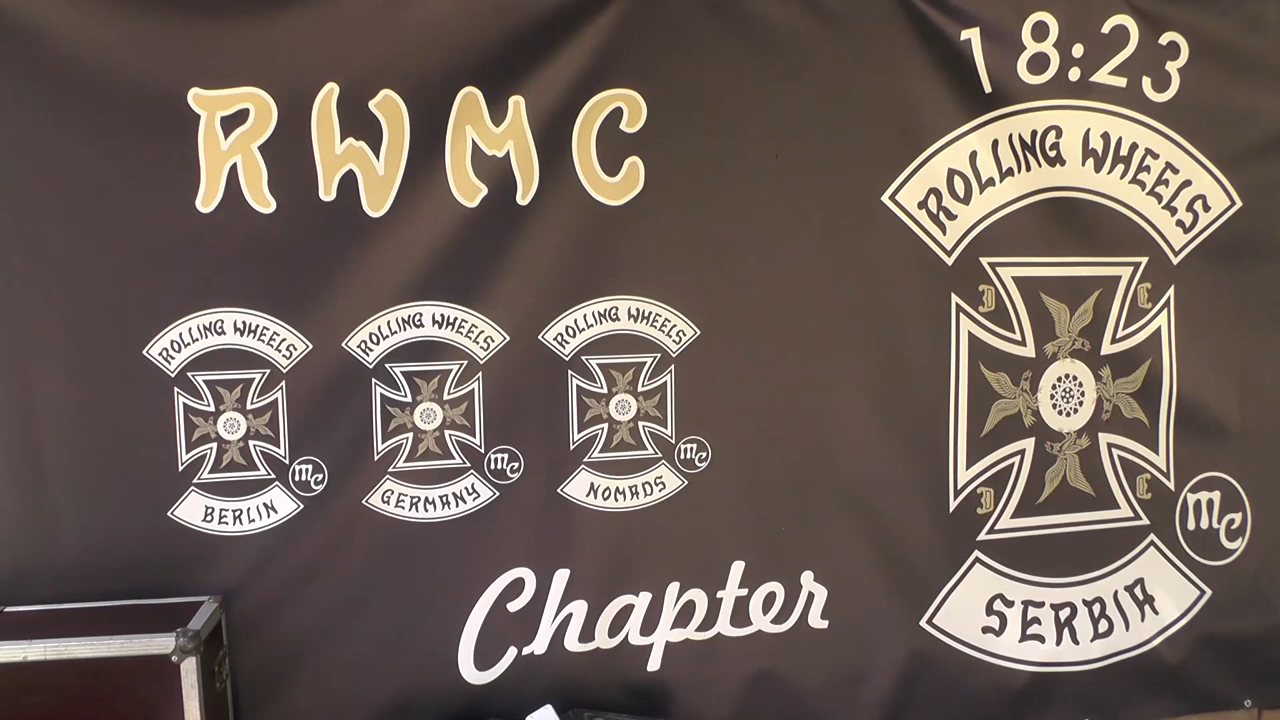 RWMC
ROLLING WHEELS
MC
BERLIN
ROLLING WHEELS
MC
GERMANY
ROLLING WHEELS
MC
NOMADS
Chapter
18:23
ROLLING WHEELS
MC
SERBIA